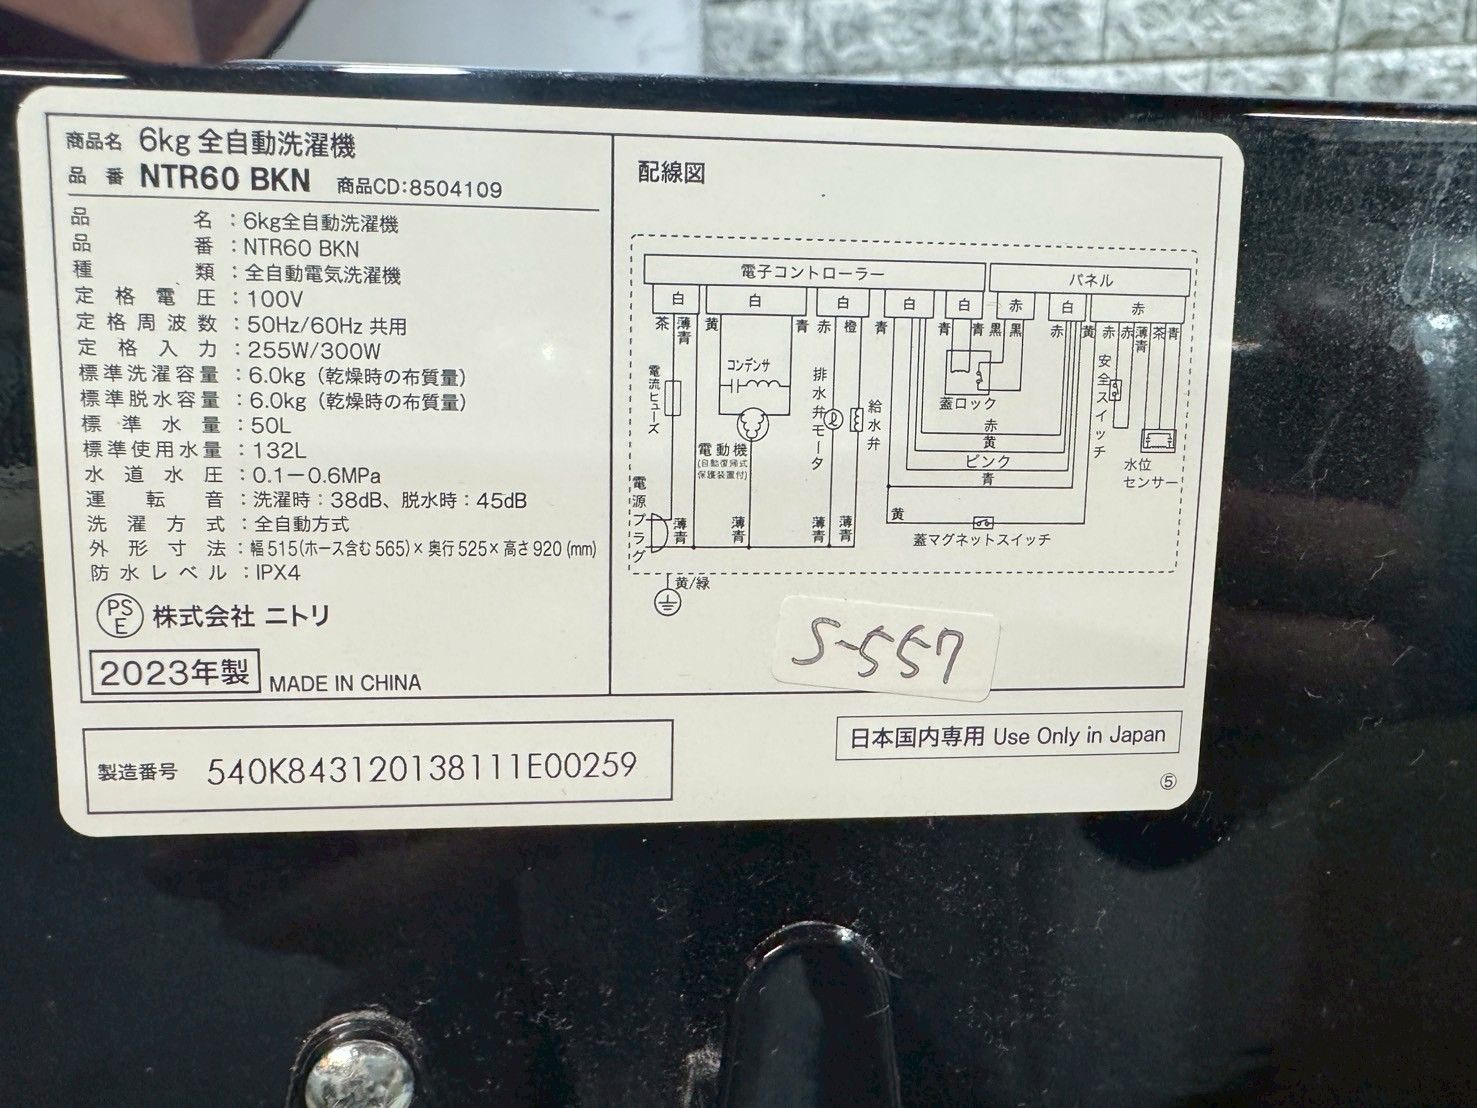 商品名 6kg 全自動洗濯機
品番 NTR60 BKN 商品CD:8504109
品名:6kg全自動洗濯機
品番:NTR60 BKN
種類:全自動電気洗濯機
定格電圧:100V
定格周波数:50Hz/60Hz 共用
定格入力:255W/300W
標準洗濯容量:6.0kg(乾燥時の布質量)
標準脱水容量:6.0kg(乾燥時の布質量)
標準水量:50L
標準使用水量:132L
水道水圧:0.1-0.6MPa
運転音:洗濯時:38dB、脱水時:45dB
洗濯方式:全自動方式
外形寸法:幅515(ホース含む565)×奥行525×高さ920(mm)
防水レベル:IPX4
PSE 株式会社 ニトリ
2023年製 MADE IN CHINA
製造番号 540K843120138111E00259
配線図
電子コントローラー パネル
白 白 白 白 白 赤 白 赤
茶 薄青 黄 青 赤 橙 青 青 青 黒 黒 赤 黄 赤 赤 薄青 茶 青
電流ヒューズ
コンデンサ
電動機
(自動復帰式
保護装置付)
排水弁モータ
給水弁
蓋ロック
安全スイッチ
水位
センサー
赤
黄
ピンク
青
黄
蓋マグネットスイッチ
電源プラグ
薄青 薄青 薄青 薄青
黄/緑
S-557
日本国内専用 Use Only in Japan
⑤